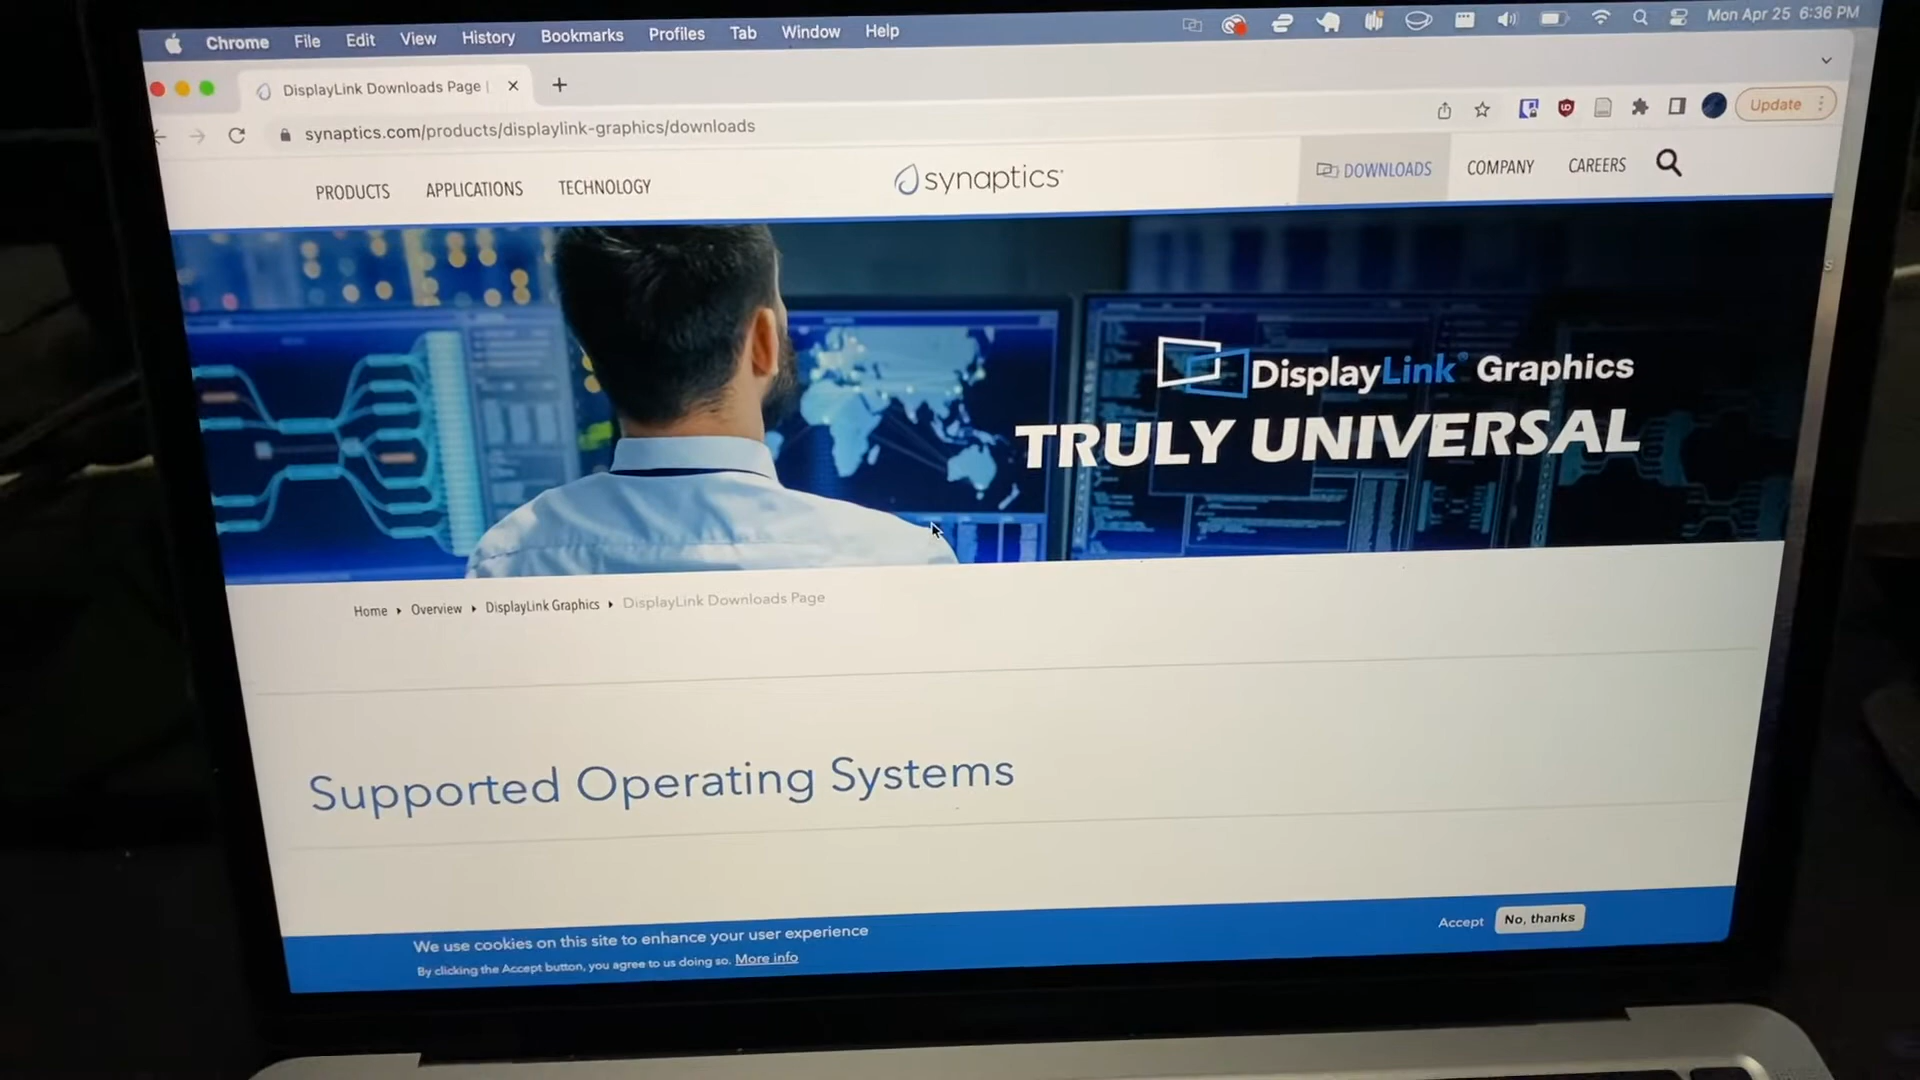 Chrome File Edit View History Bookmarks Profiles Tab Window Help Mon Apr 25 6:36 PM
DisplayLink Downloads Page |
synaptics.com/products/displaylink-graphics/downloads Update
PRODUCTS APPLICATIONS TECHNOLOGY synaptics DOWNLOADS COMPANY CAREERS
DisplayLink® Graphics
TRULY UNIVERSAL
Home Overview DisplayLink Graphics DisplayLink Downloads Page
Supported Operating Systems
We use cookies on this site to enhance your user experience
By clicking the Accept button, you agree to us doing so. More info
Accept No, thanks